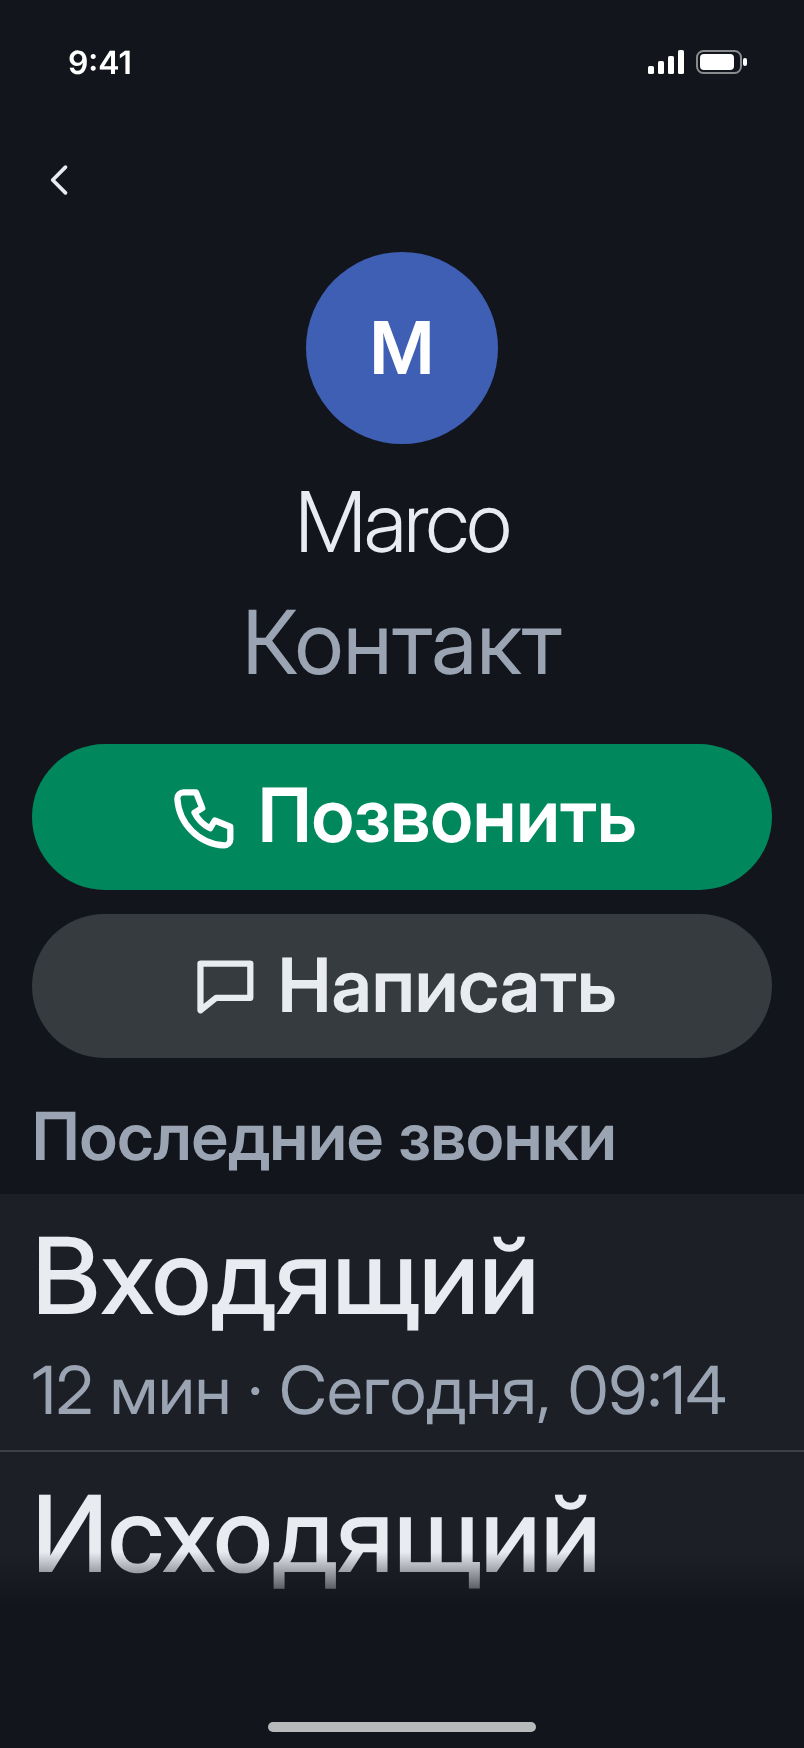 9:41
M
Marco
Контакт
Позвонить
Написать
Последние звонки
Входящий
12 мин · Сегодня, 09:14
Исходящий